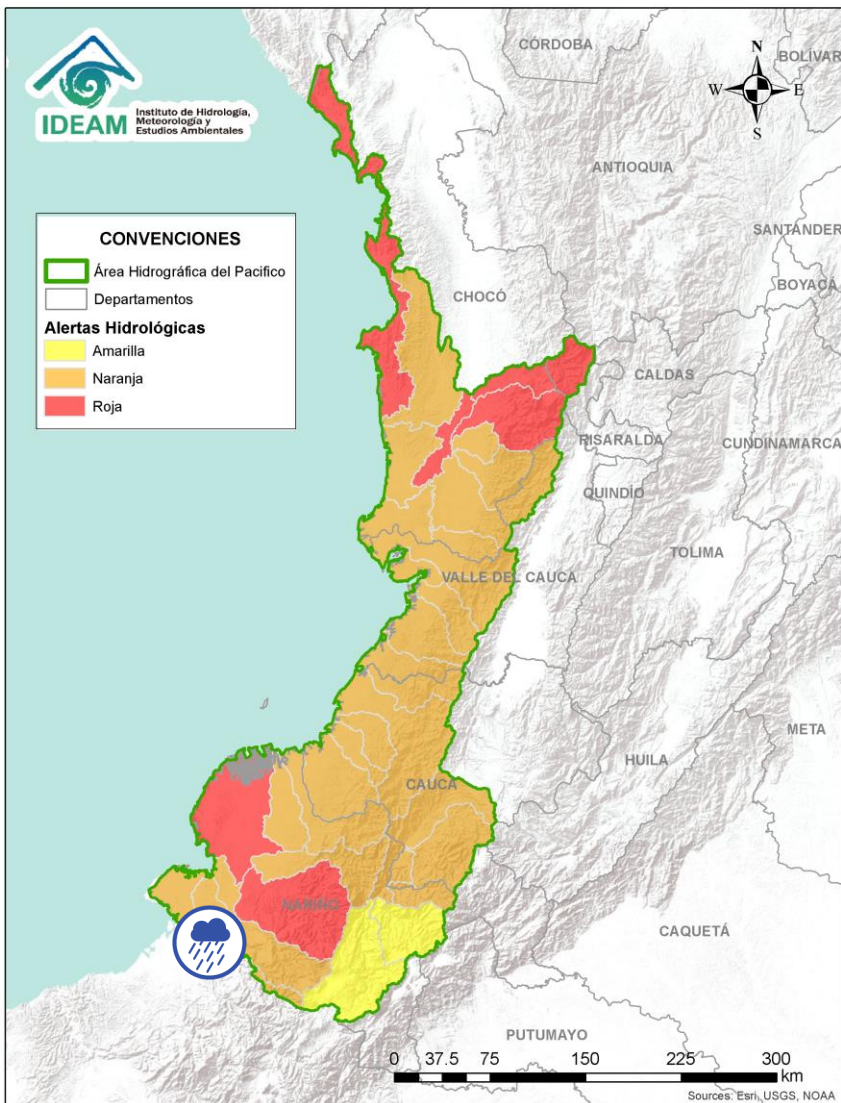 IDEAM
Instituto de Hidrología,
Meteorología y
Estudios Ambientales
CÓRDOBA
BOLÍVAR
N
W
E
S
ANTIOQUIA
SANTANDER
BOYACÁ
CONVENCIONES
Área Hidrográfica del Pacifico
Departamentos
Alertas Hidrológicas
Amarilla
Naranja
Roja
CHOCÓ
CALDAS
RISARALDA
CUNDINAMARCA
QUINDÍO
TOLIMA
VALLE DEL CAUCA
META
HUILA
CAUCA
NARIÑO
CAQUETÁ
PUTUMAYO
0 37.5 75 150 225 300
km
Sources: Esri, USGS, NOAA